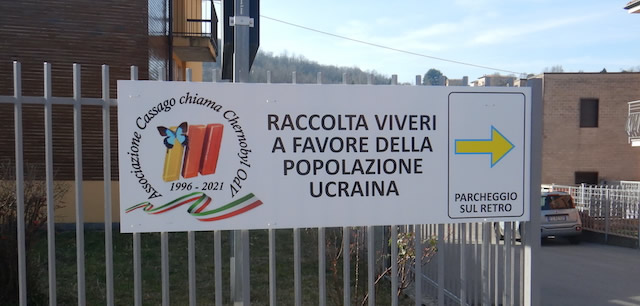 Associazione Cassago chiama Chernobyl OdV
1996 - 2021
RACCOLTA VIVERI
A FAVORE DELLA
POPOLAZIONE
UCRAINA
PARCHEGGIO
SUL RETRO